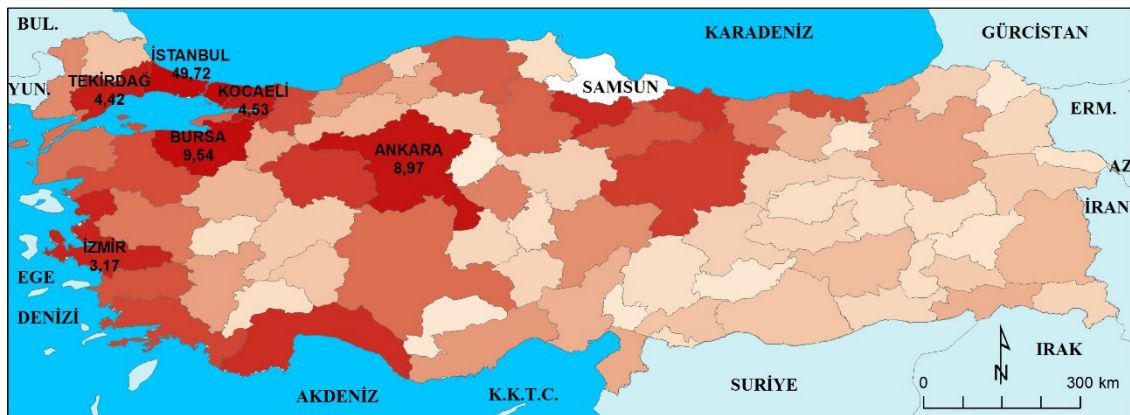 BUL.
KARADENİZ
GÜRCİSTAN
İSTANBUL
49,72
YUN.
TEKİRDAĞ
4,42
KOCAELİ
4,53
SAMSUN
ERM.
BURSA
9,54
ANKARA
8,97
AZ
İRAN
İZMİR
3,17
EGE
DENİZİ
AKDENİZ
K.K.T.C.
SURİYE
IRAK
N
0
300 km